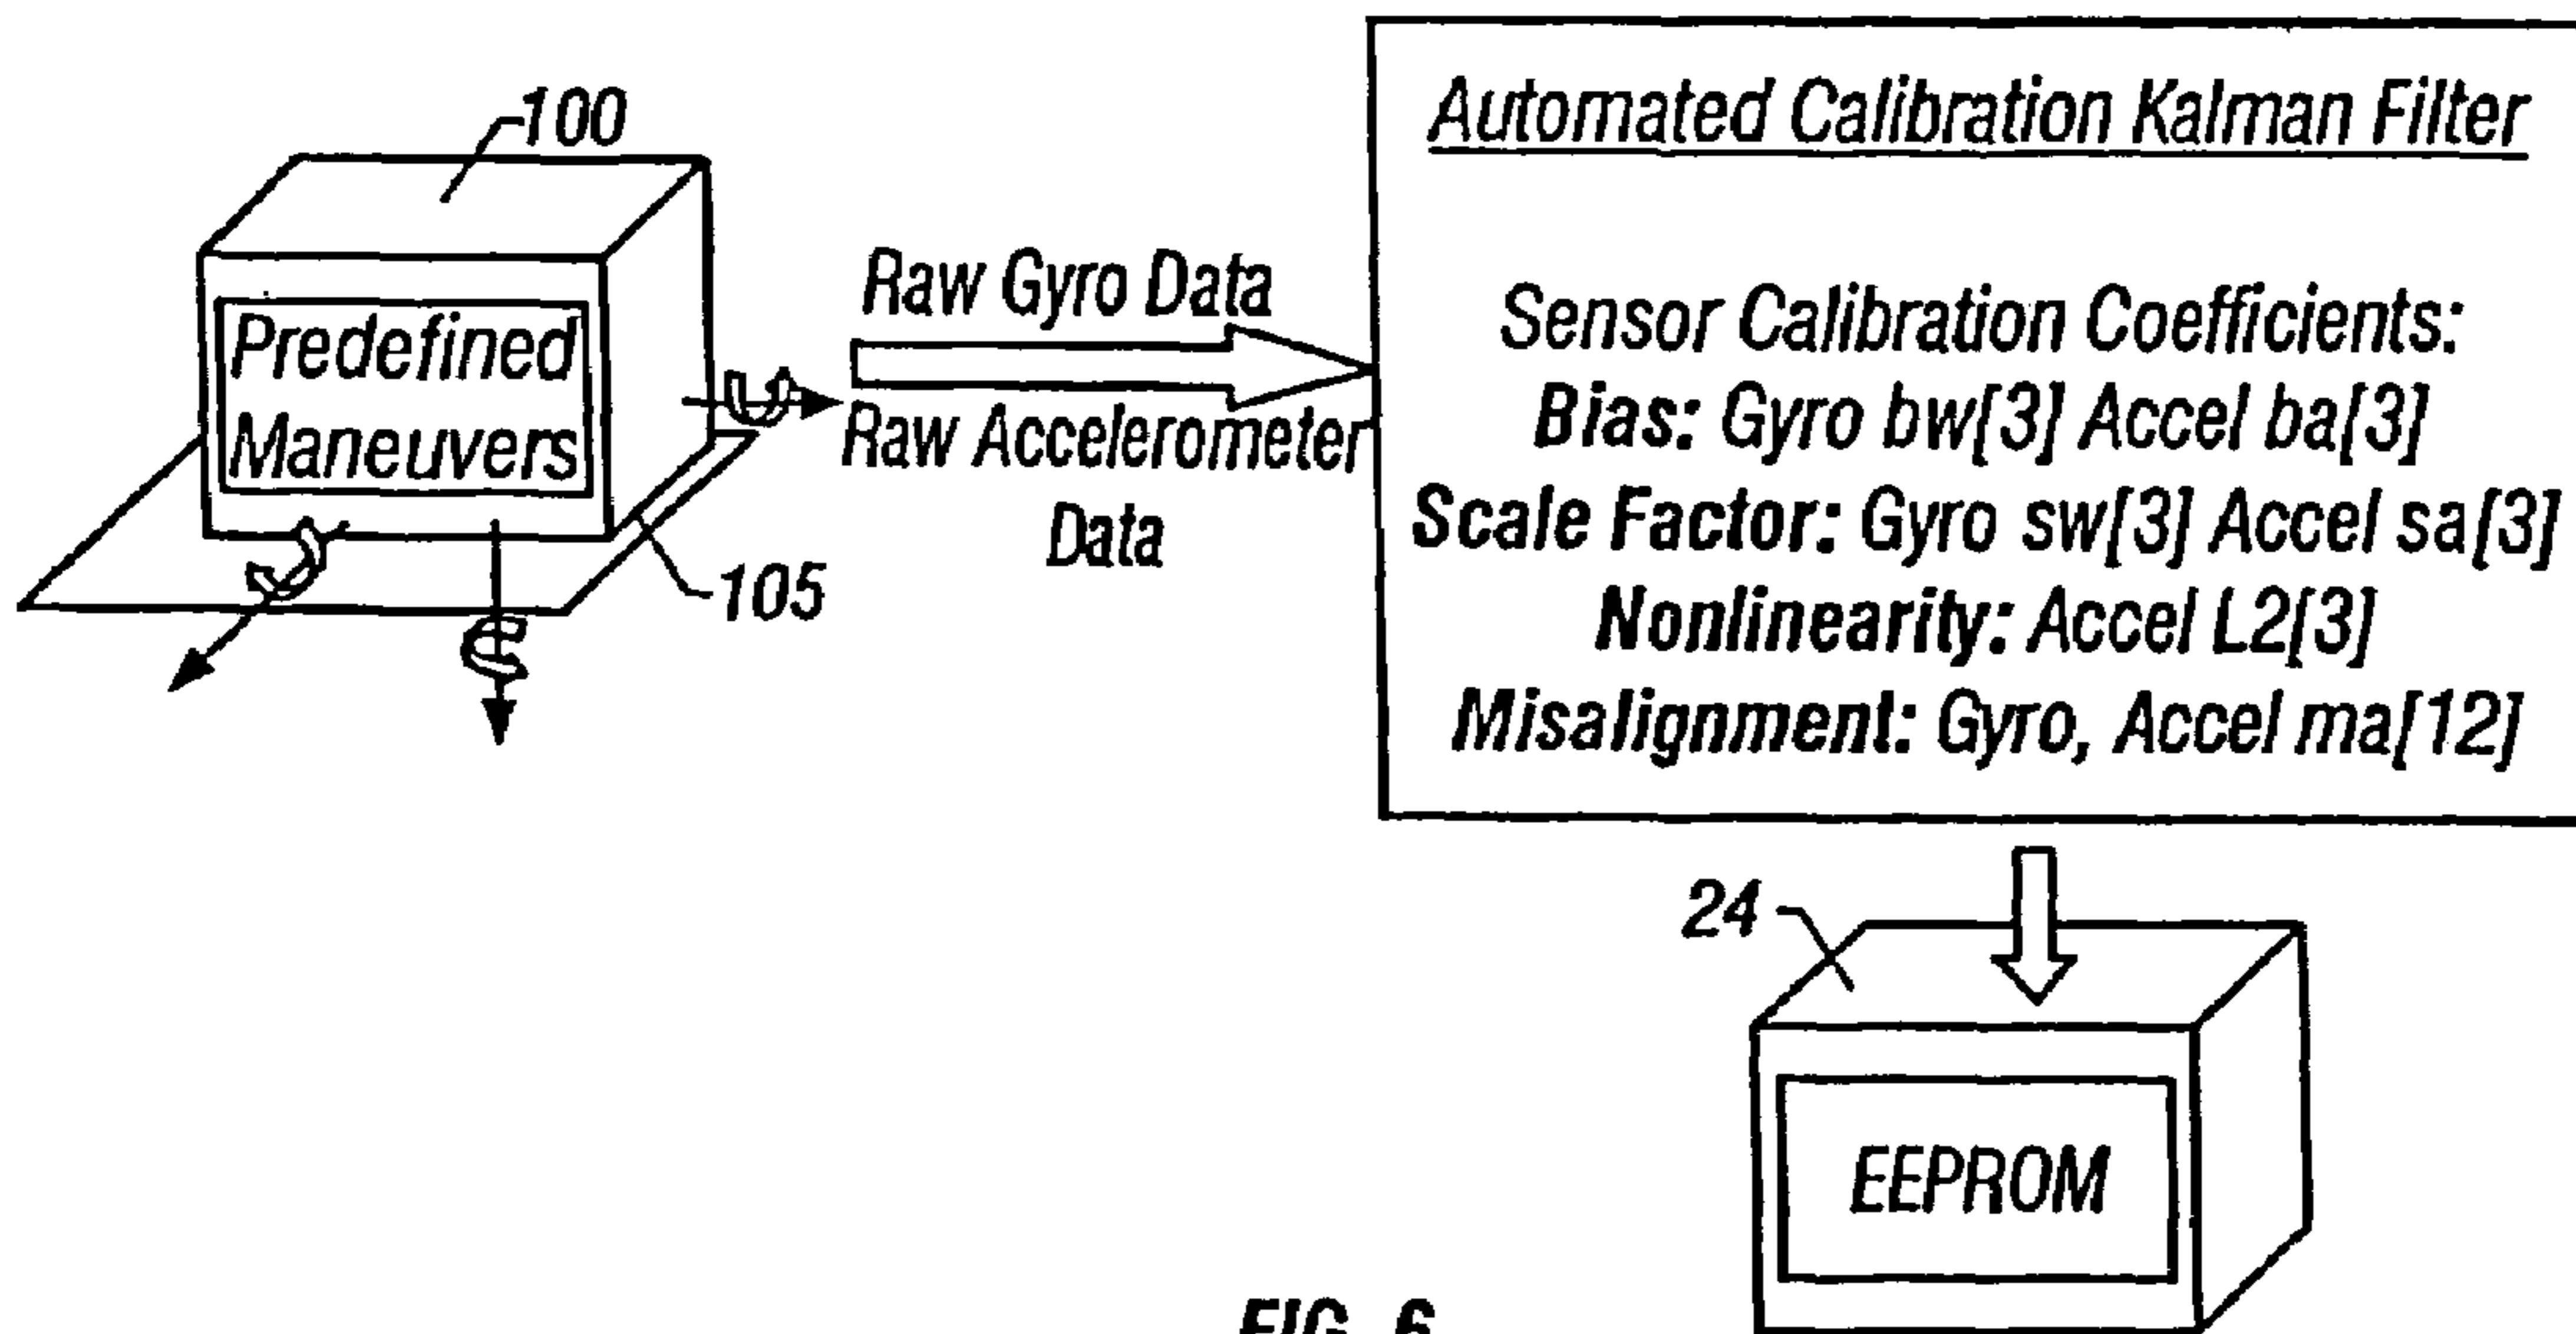 100
Predefined
Maneuvers
105
Raw Gyro Data
Raw Accelerometer
Data
Automated Calibration Kalman Filter
Sensor Calibration Coefficients:
Bias: Gyro bw[3] Accel ba[3]
Scale Factor: Gyro sw[3] Accel sa[3]
Nonlinearity: Accel L2[3]
Misalignment: Gyro, Accel ma[12]
24
EEPROM
FIG. 6